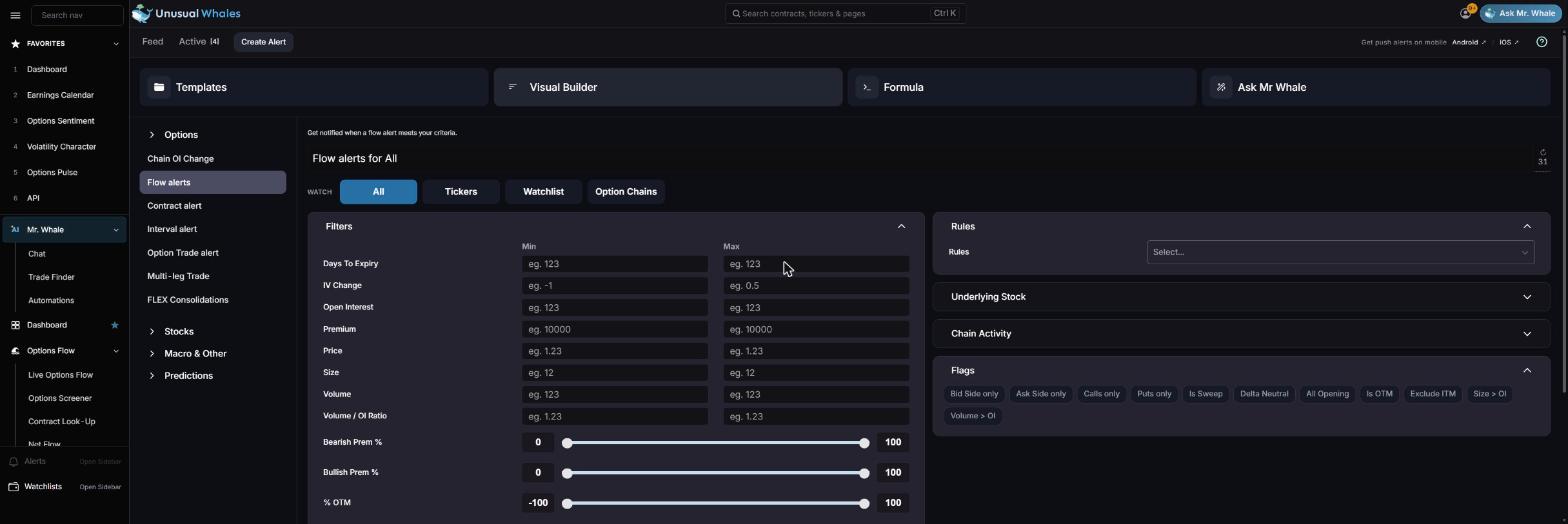 Search nav
Unusual Whales
Search contracts, tickers & pages
Ctrl K
9+
Ask Mr. Whale
FAVORITES
1 Dashboard
2 Earnings Calendar
3 Options Sentiment
4 Volatility Character
5 Options Pulse
6 API
AI Mr. Whale
Chat
Trade Finder
Automations
Dashboard
Options Flow
Live Options Flow
Options Screener
Contract Look-Up
Net Flow
Alerts Open Sidebar
Watchlists Open Sidebar
Feed
Active [4]
Create Alert
Get push alerts on mobile Android ↗ / iOS ↗
Templates
Visual Builder
Formula
Ask Mr Whale
Options
Chain OI Change
Flow alerts
Contract alert
Interval alert
Option Trade alert
Multi-leg Trade
FLEX Consolidations
Stocks
Macro & Other
Predictions
Get notified when a flow alert meets your criteria.
Flow alerts for All
31
WATCH
All
Tickers
Watchlist
Option Chains
Filters
Min Max
Days To Expiry eg. 123 eg. 123
IV Change eg. -1 eg. 0.5
Open Interest eg. 123 eg. 123
Premium eg. 10000 eg. 10000
Price eg. 1.23 eg. 1.23
Size eg. 12 eg. 12
Volume eg. 123 eg. 123
Volume / OI Ratio eg. 1.23 eg. 1.23
Bearish Prem % 0 100
Bullish Prem % 0 100
% OTM -100 100
Rules
Rules Select...
Underlying Stock
Chain Activity
Flags
Bid Side only Ask Side only Calls only Puts only Is Sweep Delta Neutral All Opening Is OTM Exclude ITM Size > OI
Volume > OI